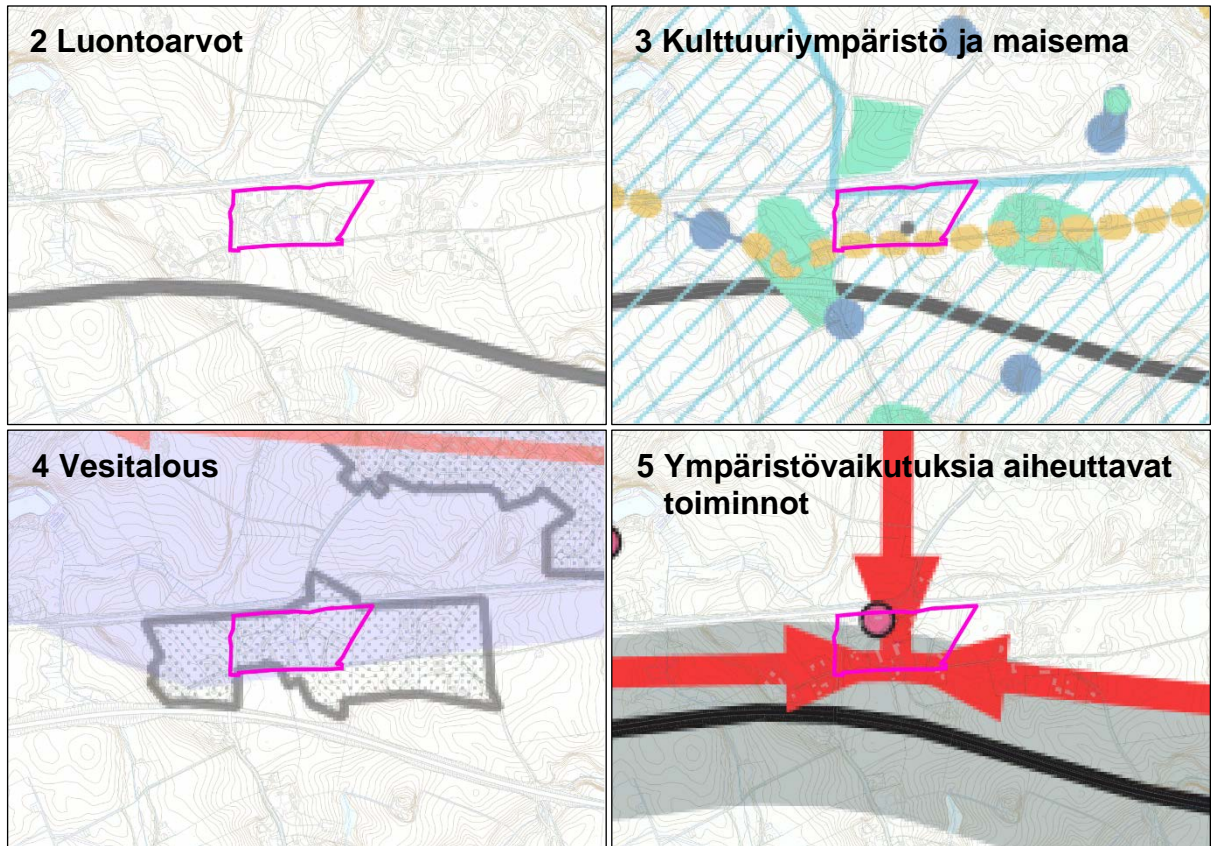 2 Luontoarvot
3 Kulttuuriympäristö ja maisema
4 Vesitalous
5 Ympäristövaikutuksia aiheuttavat
toiminnot